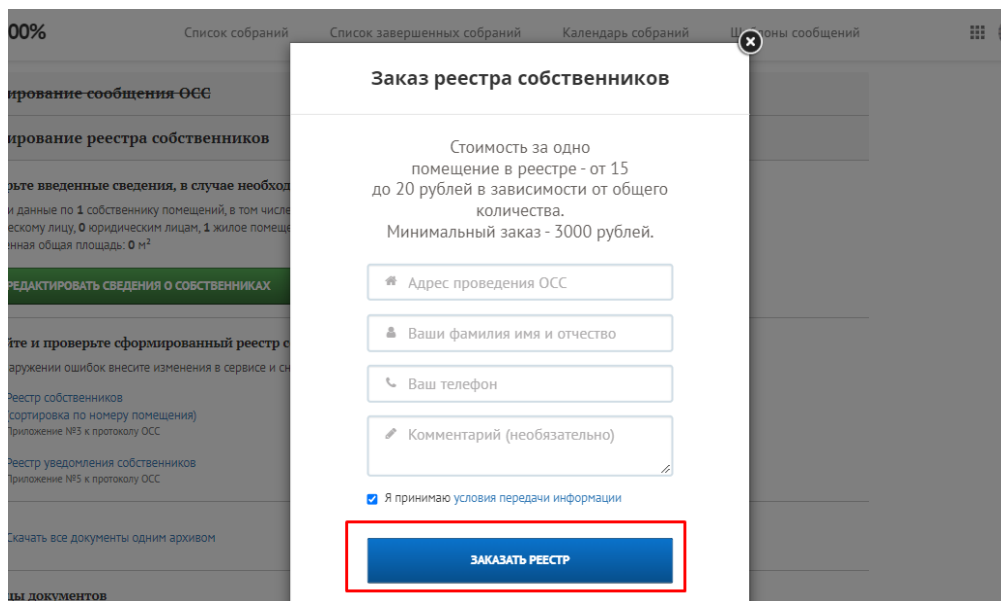 00%
Список собраний
Список завершенных собраний
Календарь собраний
сообщений
ирование сообщения ОСС
ирование реестра собственников
рьте введенные сведения, в случае необход
и данные по 1 собственнику помещений, в том числе
ескому лицу, 0 юридическим лицам, 1 жилое помеще
енная общая площадь: 0 м²
РЕДАКТИРОВАТЬ СВЕДЕНИЯ О СОБСТВЕННИКАХ
йте и проверьте сформированный реестр с
аружении ошибок внесите изменения в сервисе и сн
Реестр собственников
(сортировка по номеру помещения)
Приложение №3 к протоколу ОСС
Реестр уведомления собственников
Приложение №5 к протоколу ОСС
Скачать все документы одним архивом
цы документов
Заказ реестра собственников
Стоимость за одно
помещение в реестре - от 15
до 20 рублей в зависимости от общего
количества.
Минимальный заказ - 3000 рублей.
Адрес проведения ОСС
Ваши фамилия имя и отчество
Ваш телефон
Комментарий (необязательно)
Я принимаю условия передачи информации
ЗАКАЗАТЬ РЕЕСТР